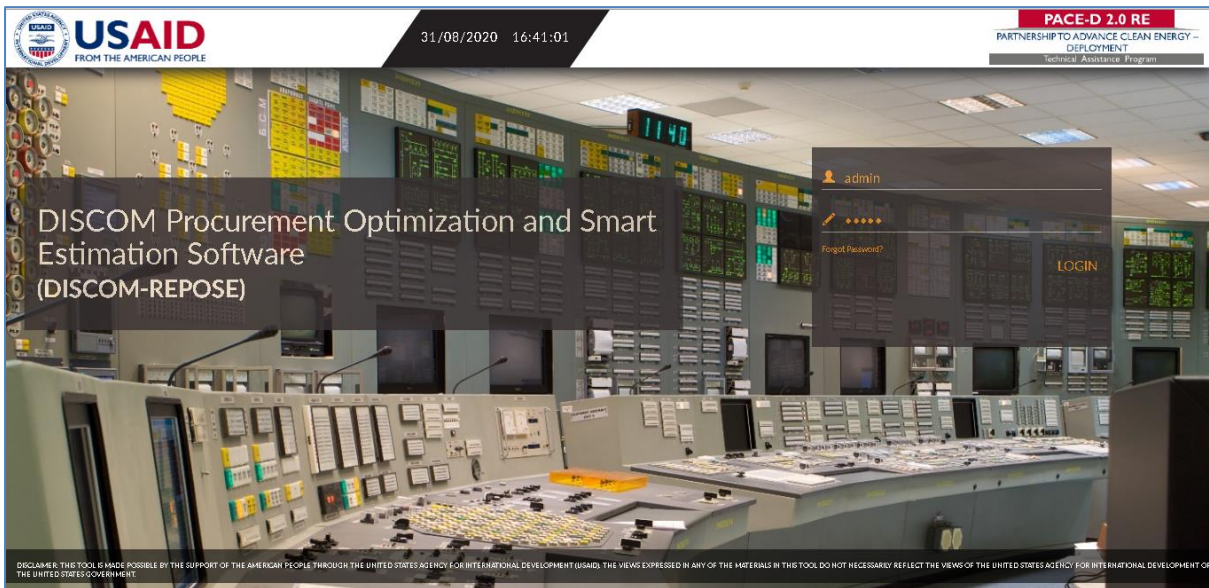 USAID
FROM THE AMERICAN PEOPLE
31/08/2020 16:41:01
PACE-D 2.0 RE
PARTNERSHIP TO ADVANCE CLEAN ENERGY –
DEPLOYMENT
Technical Assistance Program
1140
admin
DISCOM Procurement Optimization and Smart
Estimation Software
(DISCOM-REPOSE)
Forgot Password?
LOGIN
DISCLAIMER: THIS TOOL IS MADE POSSIBLE BY THE SUPPORT OF THE AMERICAN PEOPLE THROUGH THE UNITED STATES AGENCY FOR INTERNATIONAL DEVELOPMENT (USAID). THE VIEWS EXPRESSED IN ANY OF THE MATERIALS IN THIS TOOL DO NOT NECESSARILY REFLECT THE VIEWS OF THE UNITED STATES AGENCY FOR INTERNATIONAL DEVELOPMENT OR
THE UNITED STATES GOVERNMENT.